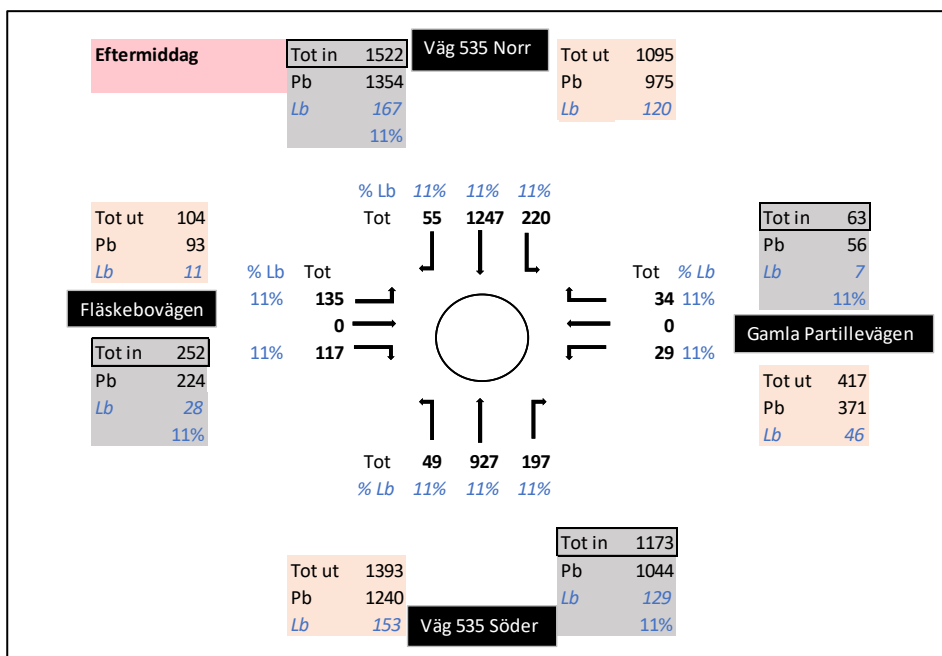 Eftermiddag
Tot in 1522
Pb 1354
Lb 167
11%
Väg 535 Norr
Tot ut 1095
Pb 975
Lb 120
% Lb 11% 11% 11%
Tot 55 1247 220
Tot ut 104
Pb 93
Lb 11
Fläskebovägen
Tot in 252
Pb 224
Lb 28
11%
% Lb Tot
11% 135
0
11% 117
Tot % Lb
34 11%
0
29 11%
Tot in 63
Pb 56
Lb 7
11%
Gamla Partillevägen
Tot ut 417
Pb 371
Lb 46
Tot 49 927 197
% Lb 11% 11% 11%
Tot ut 1393
Pb 1240
Lb 153
Väg 535 Söder
Tot in 1173
Pb 1044
Lb 129
11%